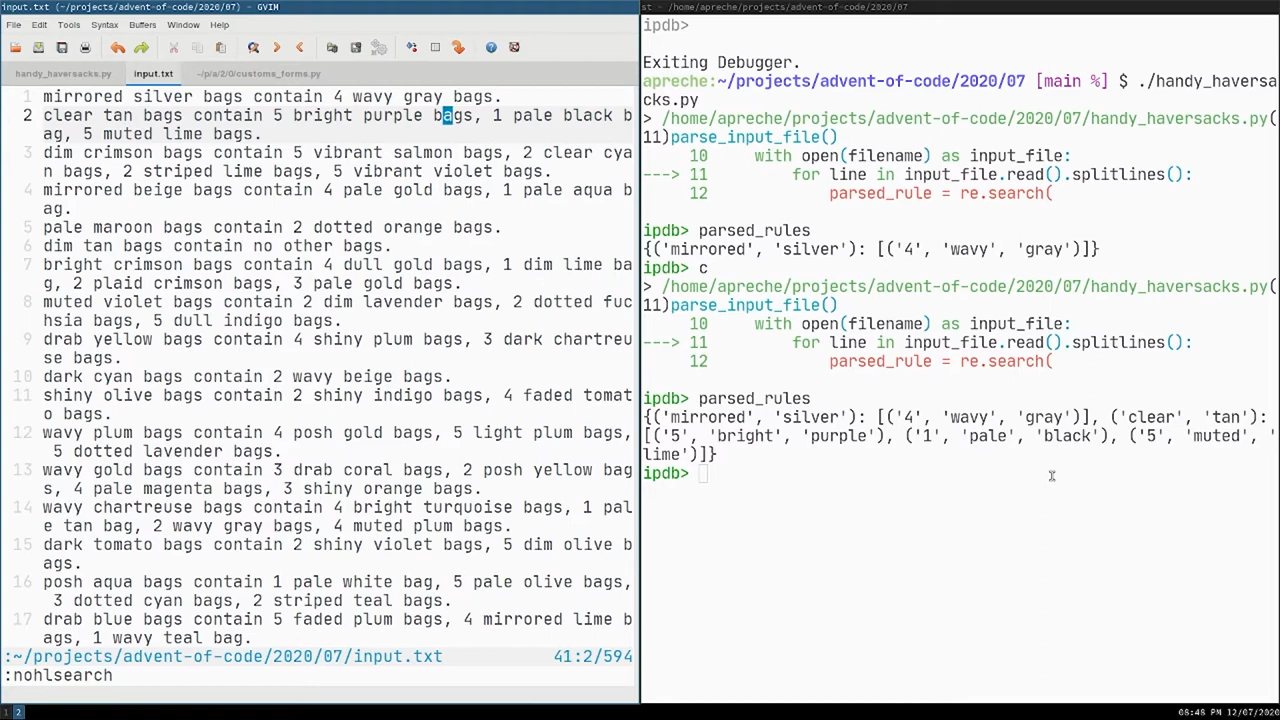 input.txt (~/projects/advent-of-code/2020/07) - GVIM
File Edit Tools Syntax Buffers Window Help
handy_haversacks.py input.txt ~/p/a/2/0/customs_forms.py
1 mirrored silver bags contain 4 wavy gray bags.
2 clear tan bags contain 5 bright purple bags, 1 pale black b
ag, 5 muted lime bags.
3 dim crimson bags contain 5 vibrant salmon bags, 2 clear cya
n bags, 2 striped lime bags, 5 vibrant violet bags.
4 mirrored beige bags contain 4 pale gold bags, 1 pale aqua b
ag.
5 pale maroon bags contain 2 dotted orange bags.
6 dim tan bags contain no other bags.
7 bright crimson bags contain 4 dull gold bags, 1 dim lime ba
g, 2 plaid crimson bags, 3 pale gold bags.
8 muted violet bags contain 2 dim lavender bags, 2 dotted fuc
hsia bags, 5 dull indigo bags.
9 drab yellow bags contain 4 shiny plum bags, 3 dark chartreu
se bags.
10 dark cyan bags contain 2 wavy beige bags.
11 shiny olive bags contain 2 shiny indigo bags, 4 faded tomat
o bags.
12 wavy plum bags contain 4 posh gold bags, 5 light plum bags,
5 dotted lavender bags.
13 wavy gold bags contain 3 drab coral bags, 2 posh yellow bag
s, 4 pale magenta bags, 3 shiny orange bags.
14 wavy chartreuse bags contain 4 bright turquoise bags, 1 pal
e tan bag, 2 wavy gray bags, 4 muted plum bags.
15 dark tomato bags contain 2 shiny violet bags, 5 dim olive b
ags.
16 posh aqua bags contain 1 pale white bag, 5 pale olive bags,
3 dotted cyan bags, 2 striped teal bags.
17 drab blue bags contain 5 faded plum bags, 4 mirrored lime b
ags, 1 wavy teal bag.
:~/projects/advent-of-code/2020/07/input.txt 41:2/594
:nohlsearch
1 2
st - /home/apreche/projects/advent-of-code/2020/07
ipdb>
Exiting Debugger.
apreche:~/projects/advent-of-code/2020/07 [main %] $ ./handy_haversa
cks.py
> /home/apreche/projects/advent-of-code/2020/07/handy_haversacks.py(
11)parse_input_file()
10 with open(filename) as input_file:
---> 11 for line in input_file.read().splitlines():
12 parsed_rule = re.search(
ipdb> parsed_rules
{('mirrored', 'silver'): [('4', 'wavy', 'gray')]}
ipdb> c
> /home/apreche/projects/advent-of-code/2020/07/handy_haversacks.py(
11)parse_input_file()
10 with open(filename) as input_file:
---> 11 for line in input_file.read().splitlines():
12 parsed_rule = re.search(
ipdb> parsed_rules
{('mirrored', 'silver'): [('4', 'wavy', 'gray')], ('clear', 'tan'):
[('5', 'bright', 'purple'), ('1', 'pale', 'black'), ('5', 'muted', '
lime')]}
ipdb>
08:48 PM 12/07/2020